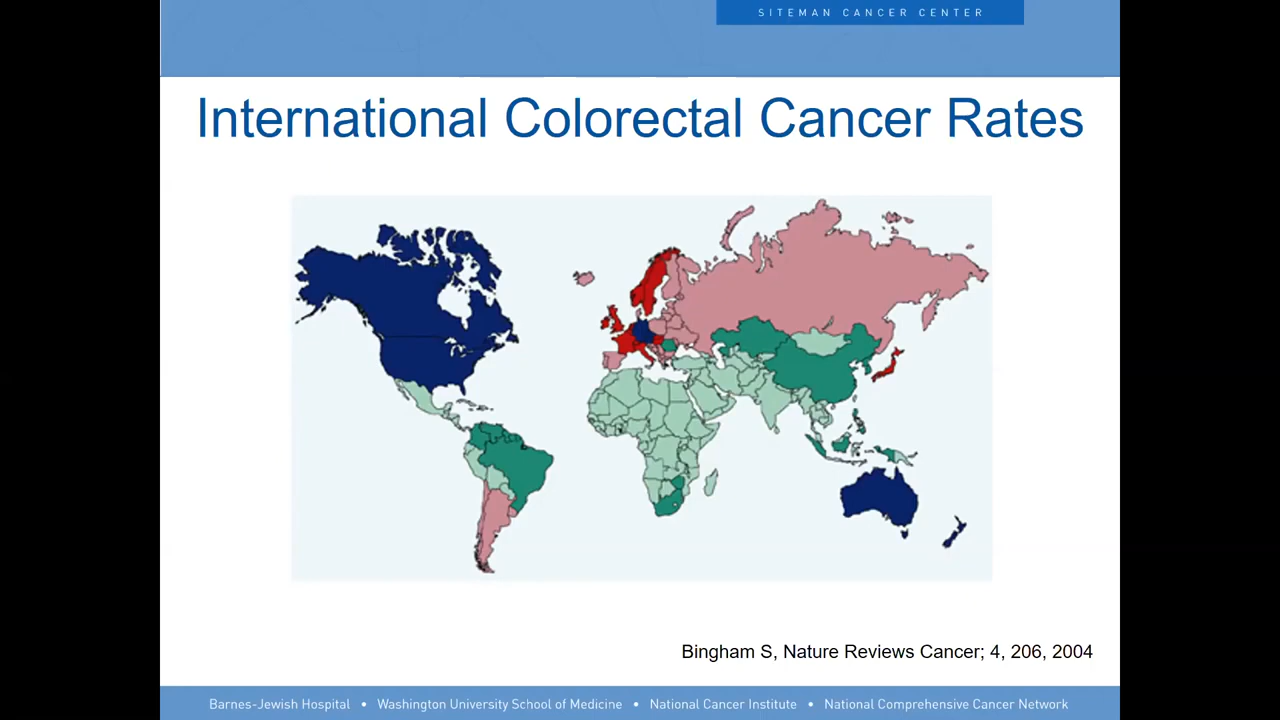 SITEMAN CANCER CENTER
International Colorectal Cancer Rates
Bingham S, Nature Reviews Cancer; 4, 206, 2004
Barnes-Jewish Hospital • Washington University School of Medicine • National Cancer Institute • National Comprehensive Cancer Network